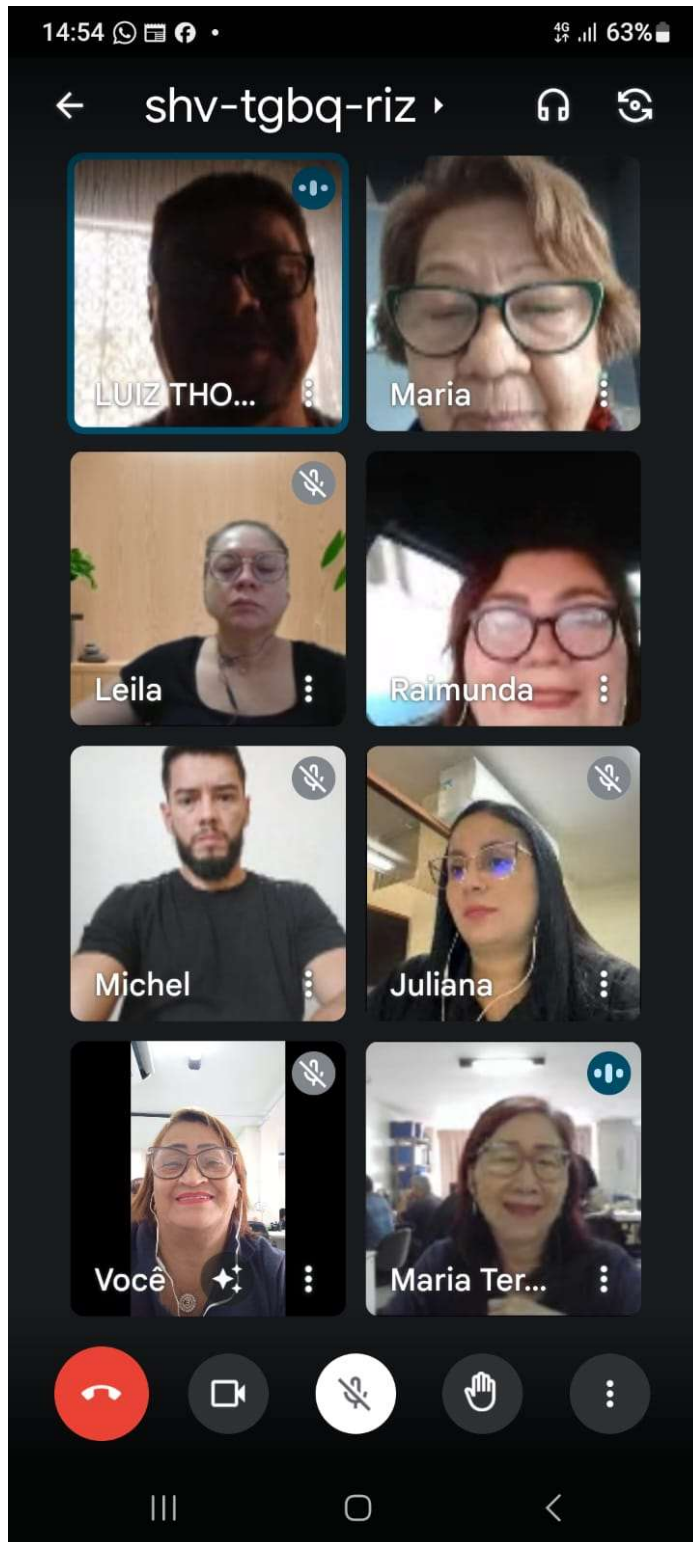 14:54
4G 63%
shv-tgbq-riz
LUIZ THO...
Maria
Leila
Raimunda
Michel
Juliana
Você
Maria Ter...